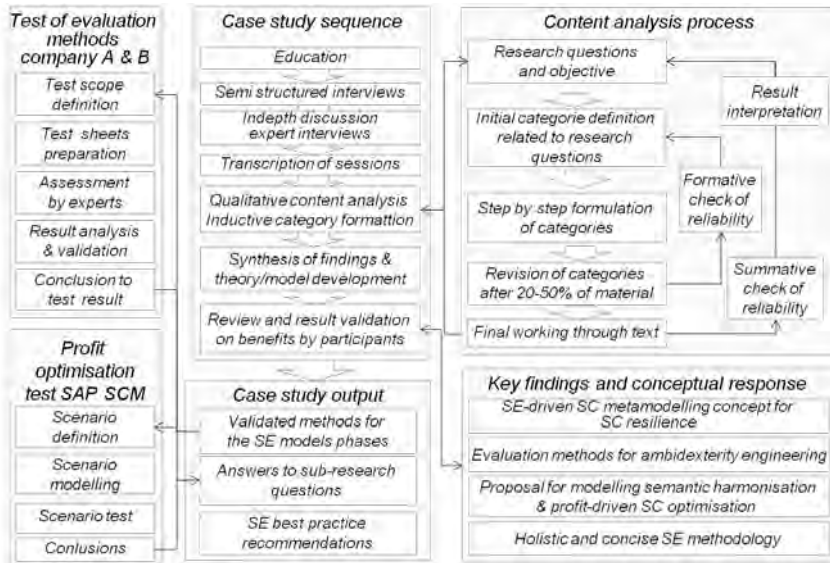 Test of evaluation
methods
company A & B
Test scope
definition
Test sheets
preparation
Assessment
by experts
Result analysis
& validation
Conclusion to
test result
Profit
optimisation
test SAP SCM
Scenario
definition
Scenario
modelling
Scenario test
Conlusions
Case study sequence
Education
Semi structured interviews
Indepth discussion
expert interviews
Transcription of sessions
Qualitative content analysis
Inductive category formattion
Synthesis of findings &
theory/model development
Review and result validation
on benefits by participants
Case study output
Validated methods for
the SE models phases
Answers to sub-research
questions
SE best practice
recommendations
Content analysis process
Research questions
and objective
Initial categorie definition
related to research
questions
Step by step formulation
of categories
Revision of categories
after 20-50% of material
Final working through text
Result
interpretation
Formative
check of
reliability
Summative
check of
reliability
Key findings and conceptual response
SE-driven SC metamodelling concept for
SC resilience
Evaluation methods for ambidexterity engineering
Proposal for modelling semantic harmonisation
& profit-driven SC optimisation
Holistic and concise SE methodology